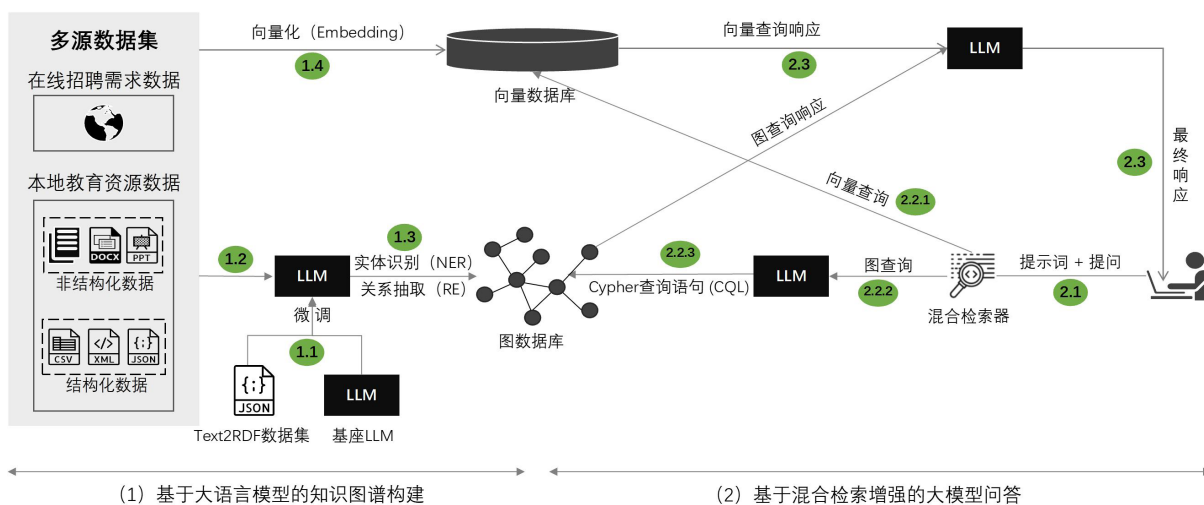 多源数据集
在线招聘需求数据
本地教育资源数据
DOCX
PPT
非结构化数据
CSV
XML
JSON
结构化数据
向量化（Embedding）
1.4
向量数据库
向量查询响应
2.3
LLM
图查询响应
向量查询
2.2.1
最终响应
2.3
1.2
LLM
1.3
实体识别（NER）
关系抽取（RE）
微调
1.1
{;}
JSON
Text2RDF数据集
LLM
基座LLM
图数据库
2.2.3
Cypher查询语句 (CQL)
LLM
图查询
2.2.2
混合检索器
提示词 + 提问
2.1
（1）基于大语言模型的知识图谱构建
（2）基于混合检索增强的大模型问答